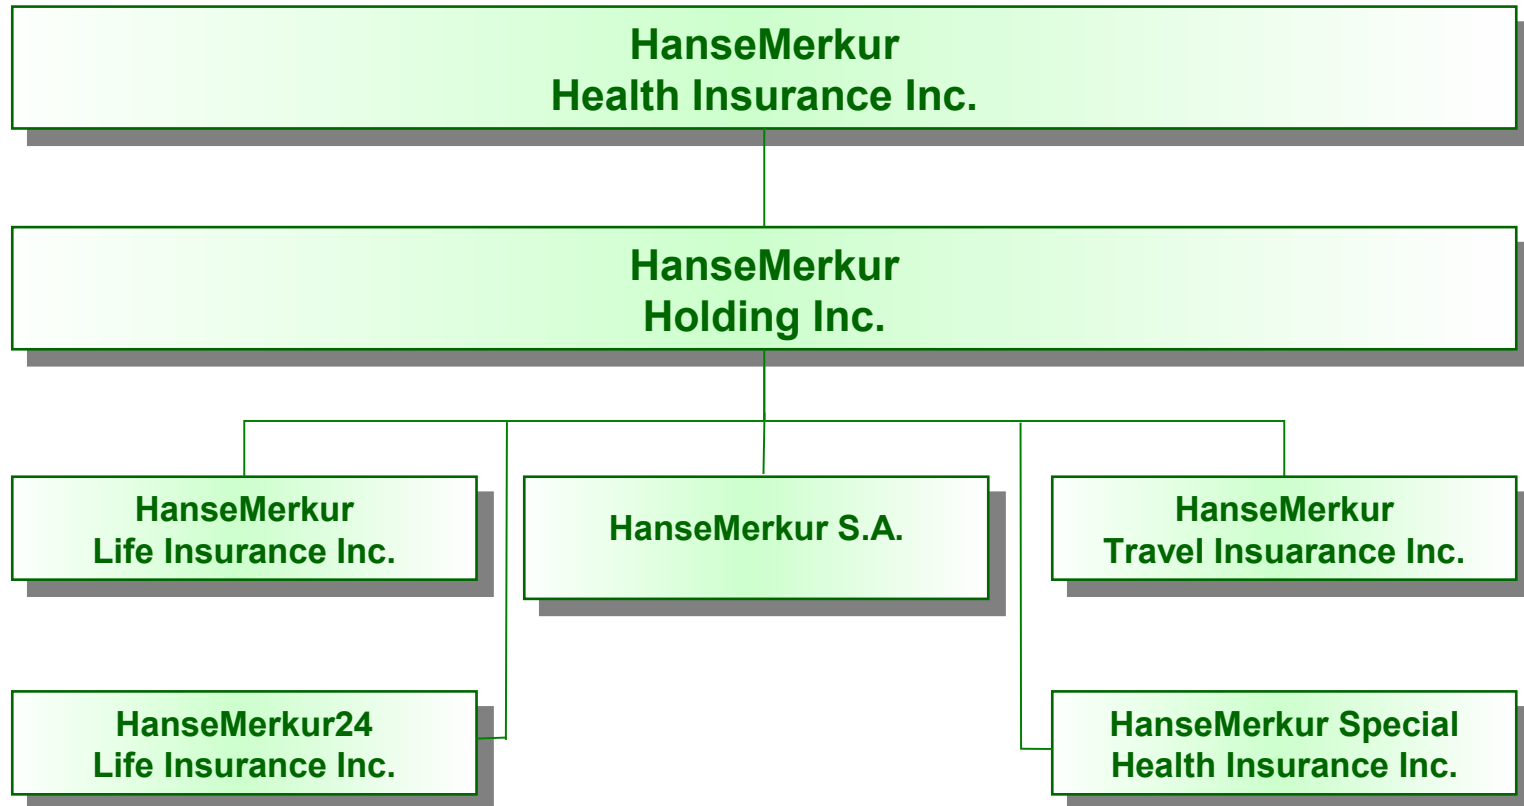 HanseMerkur
Health Insurance Inc.
HanseMerkur
Holding Inc.
HanseMerkur
Life Insurance Inc.
HanseMerkur S.A.
HanseMerkur
Travel Insuarance Inc.
HanseMerkur24
Life Insurance Inc.
HanseMerkur Special
Health Insurance Inc.